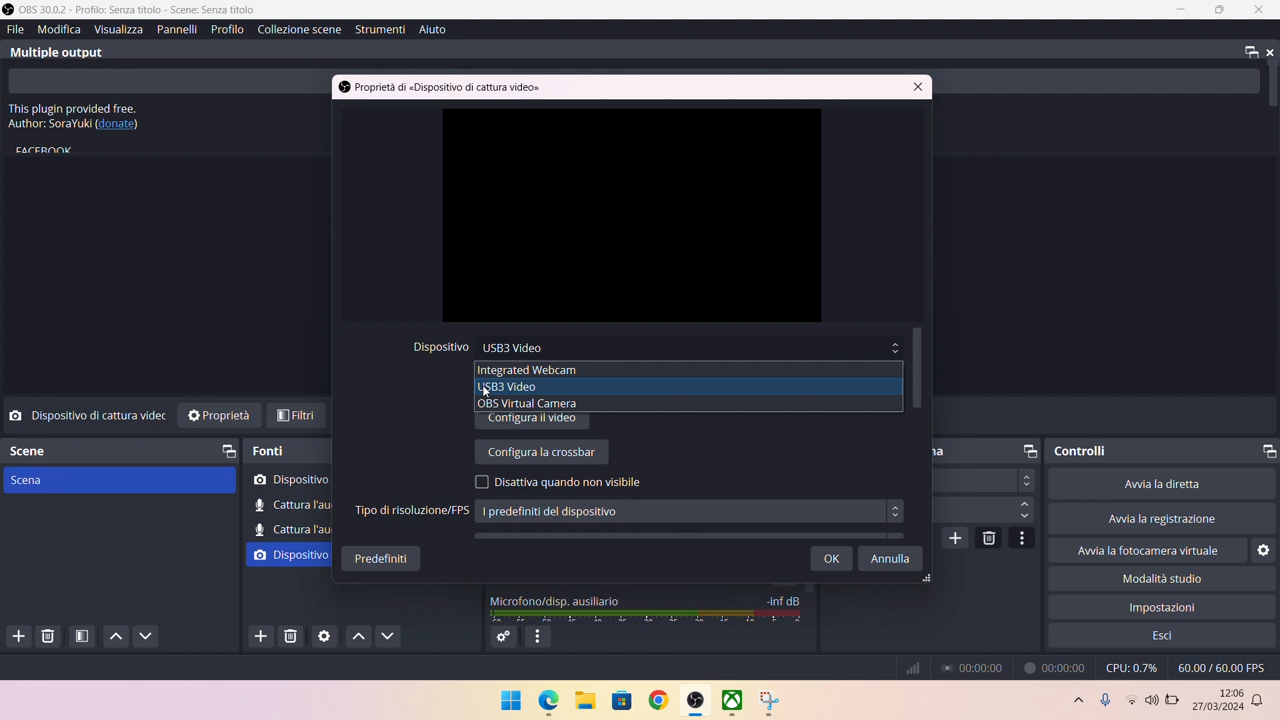 OBS 30.0.2 - Profilo: Senza titolo - Scene: Senza titolo
File Modifica Visualizza Pannelli Profilo Collezione scene Strumenti Aiuto
Multiple output
This plugin provided free.
Author: SoraYuki (donate)
FACEBOOK
Proprietà di «Dispositivo di cattura video»
Dispositivo USB3 Video
Integrated Webcam
USB3 Video
OBS Virtual Camera
Configura il video
Configura la crossbar
Disattiva quando non visibile
Tipo di risoluzione/FPS I predefiniti del dispositivo
Predefiniti OK Annulla
Dispositivo di cattura videc Proprietà Filtri
Scene
Scena
Fonti
Dispositivo
Cattura l'au
Cattura l'au
Dispositivo
Microfono/disp. ausiliario -inf dB
na
Controlli
Avvia la diretta
Avvia la registrazione
Avvia la fotocamera virtuale
Modalità studio
Impostazioni
Esci
00:00:00 00:00:00 CPU: 0.7% 60.00 / 60.00 FPS
12:06
27/03/2024